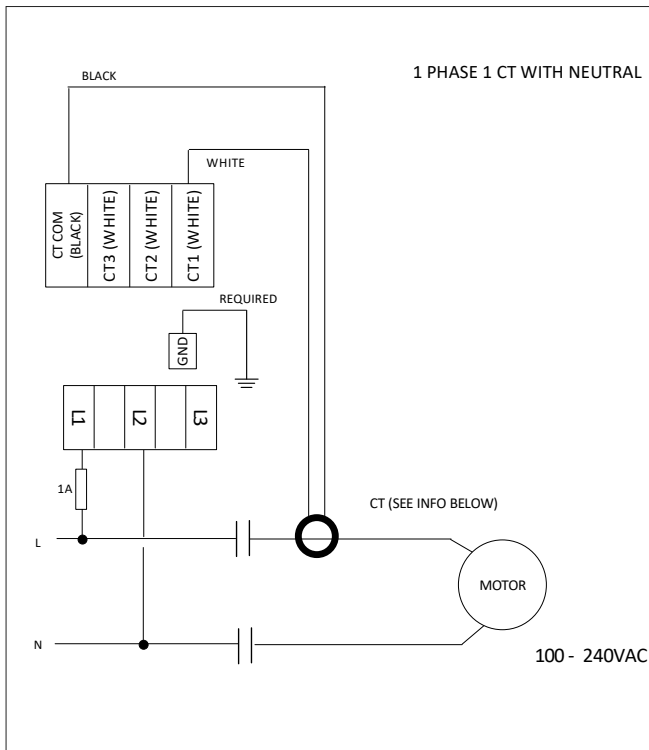 BLACK
1 PHASE 1 CT WITH NEUTRAL
WHITE
CT COM
(BLACK)
CT3 (WHITE)
CT2 (WHITE)
CT1 (WHITE)
REQUIRED
GND
L1
L2
L3
1A
CT (SEE INFO BELOW)
L
MOTOR
N
100 - 240VAC